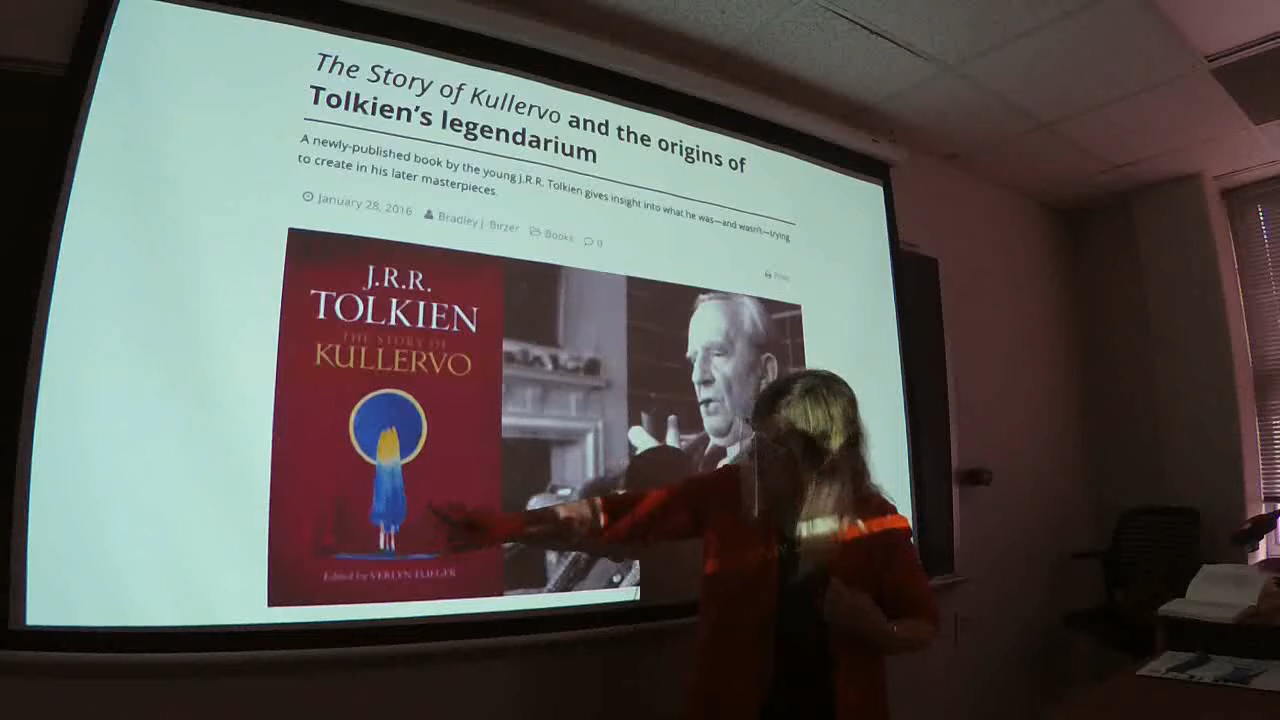 The Story of Kullervo and the origins of
Tolkien's legendarium
A newly-published book by the young J.R.R. Tolkien gives insight into what he was—and wasn't—trying
to create in his later masterpieces.
January 28, 2016 Bradley J. Birzer Books 0
Print
J.R.R.
TOLKIEN
THE STORY OF
KULLERVO
Edited by VERLYN FLIEGER